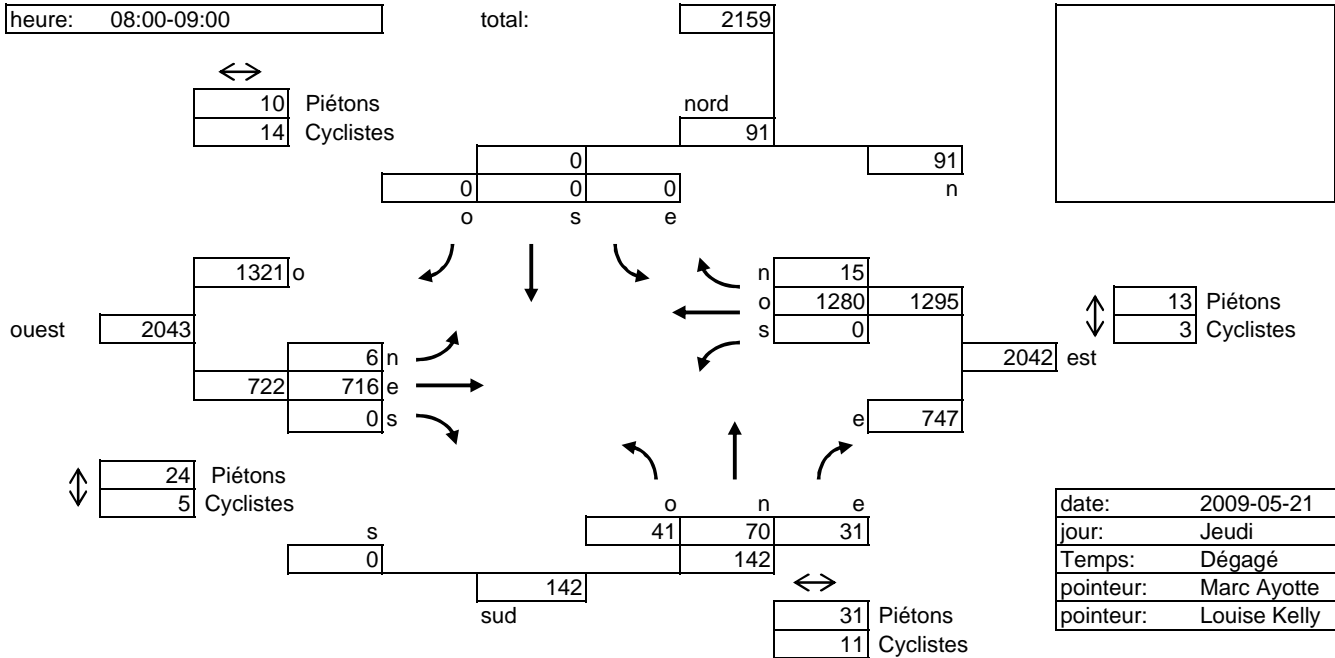 heure: 08:00-09:00 total: 2159
10 Piétons nord
14 Cyclistes 91
0 91
0 0 0 n
o s e
1321 o n 15
o 1280 1295 13 Piétons
ouest 2043 s 0 3 Cyclistes
6 n 2042 est
722 716 e
0 s e 747
24 Piétons
5 Cyclistes o n e date: 2009-05-21
s 41 70 31 jour: Jeudi
0 142 Temps: Dégagé
142 pointeur: Marc Ayotte
sud 31 Piétons pointeur: Louise Kelly
11 Cyclistes